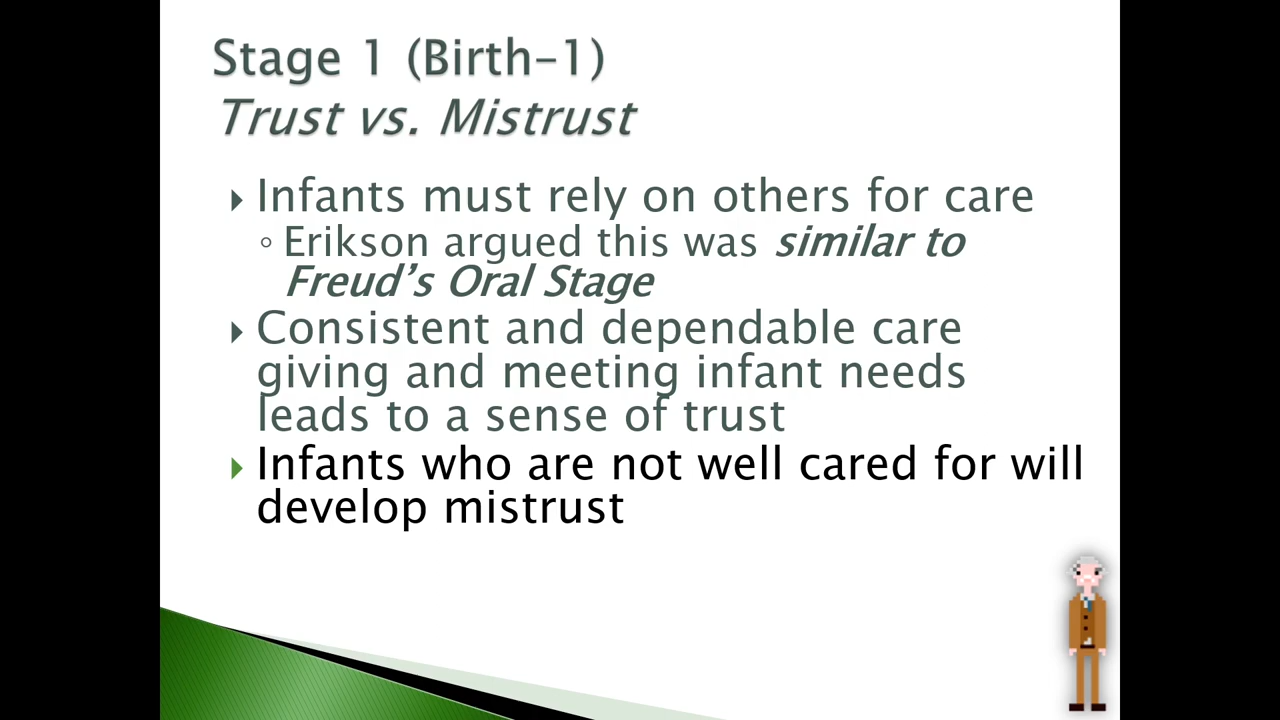 Stage 1 (Birth–1)
Trust vs. Mistrust
Infants must rely on others for care
Erikson argued this was similar to
Freud’s Oral Stage
Consistent and dependable care
giving and meeting infant needs
leads to a sense of trust
Infants who are not well cared for will
develop mistrust